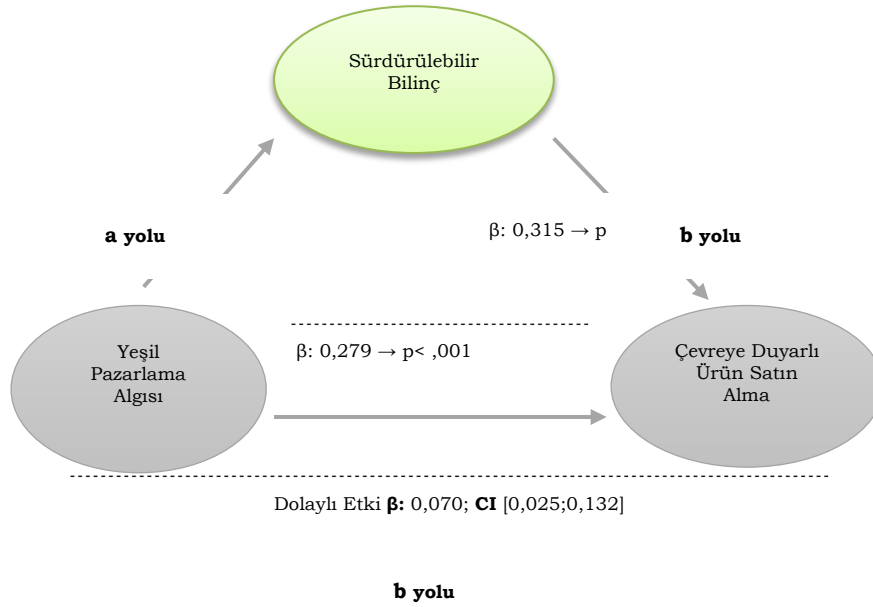 Sürdürülebilir
Bilinç
a yolu
β: 0,315 → p
b yolu
Yeşil
Pazarlama
Algısı
β: 0,279 → p< ,001
Çevreye Duyarlı
Ürün Satın
Alma
Dolaylı Etki β: 0,070; CI [0,025;0,132]
b yolu